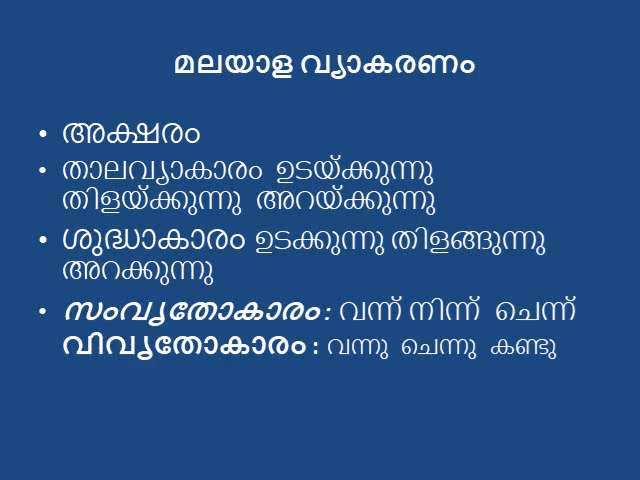 മലയാള വ്യാകരണം
• അക്ഷരം
• താലവ്യാകാരം ഉടയ്ക്കുന്നു
തിളയ്ക്കുന്നു അറയ്ക്കുന്നു
• ശുദ്ധാകാരം ഉടക്കുന്നു തിളങ്ങുന്നു
അറക്കുന്നു
• സംവൃതോകാരം : വന്ന് നിന്ന് ചെന്ന്
വിവൃതോകാരം : വന്നു ചെന്നു കണ്ടു